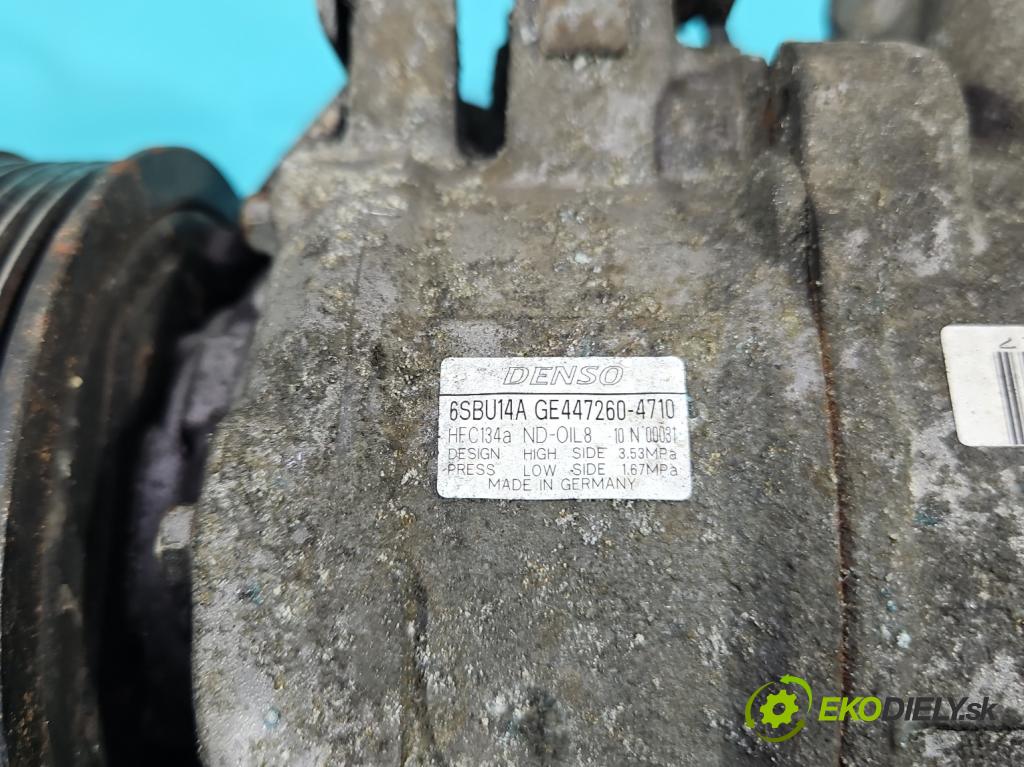 DENSO
6SBU14A GE447260-4710
HFC134a ND-OIL8 10 N 00031
DESIGN HIGH SIDE 3.53MPa
PRESS LOW SIDE 1.67MPa
MADE IN GERMANY
EKODIELY.sk